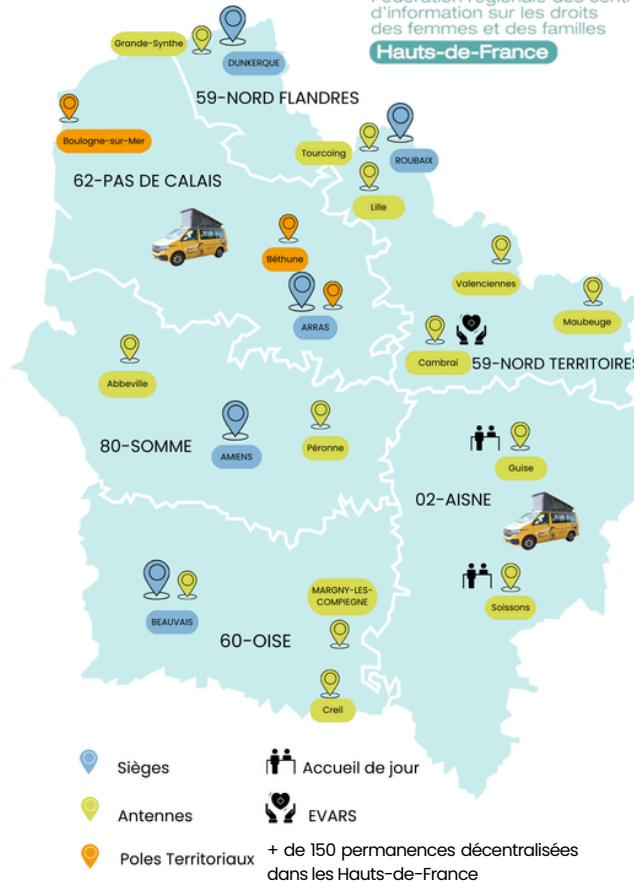 d'information sur les droits
des femmes et des familles
Hauts-de-France
Grande-Synthe
DUNKERQUE
59-NORD FLANDRES
Boulogne-sur-Mer
Tourcoing
ROUBAIX
62-PAS DE CALAIS
Lille
Béthune
Valenciennes
ARRAS
Maubeuge
Cambrai
59-NORD TERRITOIRES
Abbeville
80-SOMME
AMIENS
Péronne
Guise
02-AISNE
MARGNY-LES-
COMPIEGNE
Soissons
BEAUVAIS
60-OISE
Creil
Sièges
Accueil de jour
Antennes
EVARS
Poles Territoriaux
+ de 150 permanences décentralisées
dans les Hauts-de-France